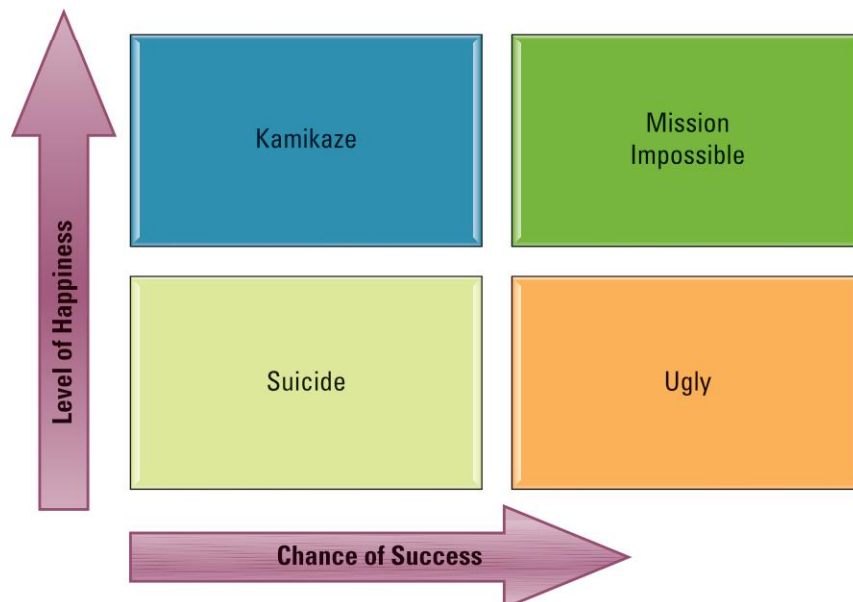 Level of Happiness
Kamikaze
Mission
Impossible
Suicide
Ugly
Chance of Success